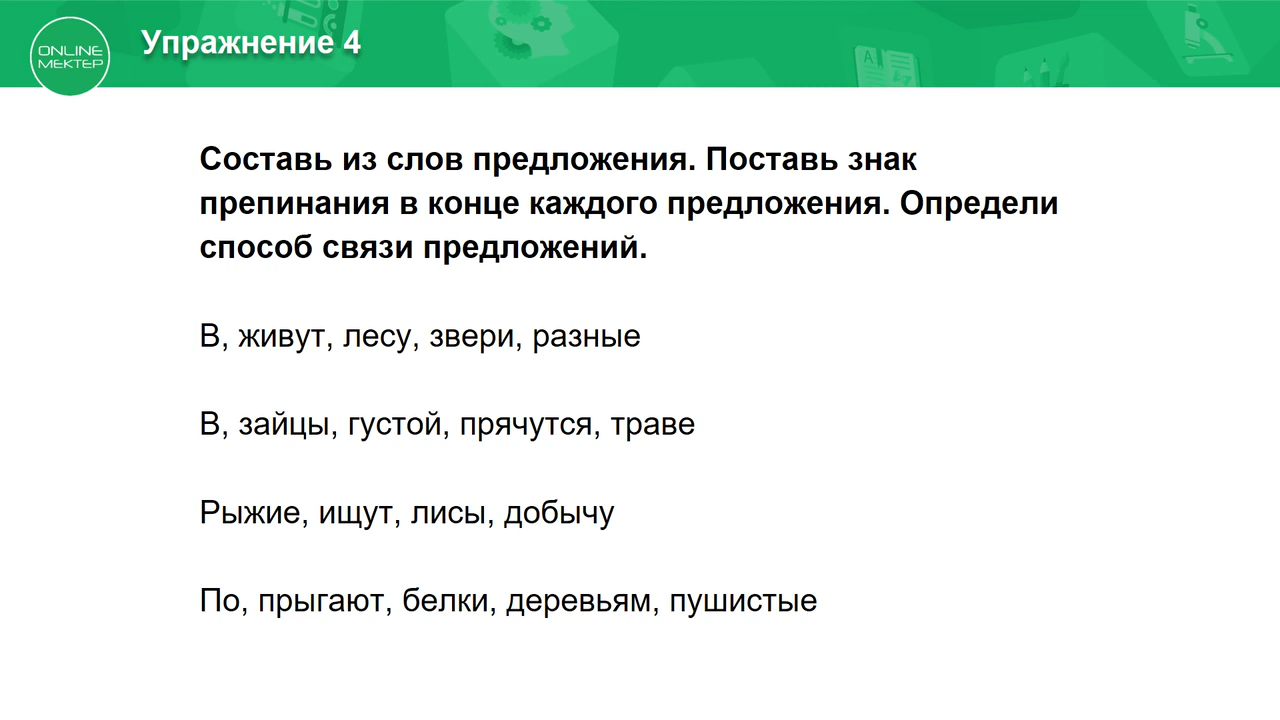 ONLINE
МЕКТЕР
Упражнение 4
Составь из слов предложения. Поставь знак
препинания в конце каждого предложения. Определи
способ связи предложений.
В, живут, лесу, звери, разные
В, зайцы, густой, прячутся, траве
Рыжие, ищут, лисы, добычу
По, прыгают, белки, деревьям, пушистые